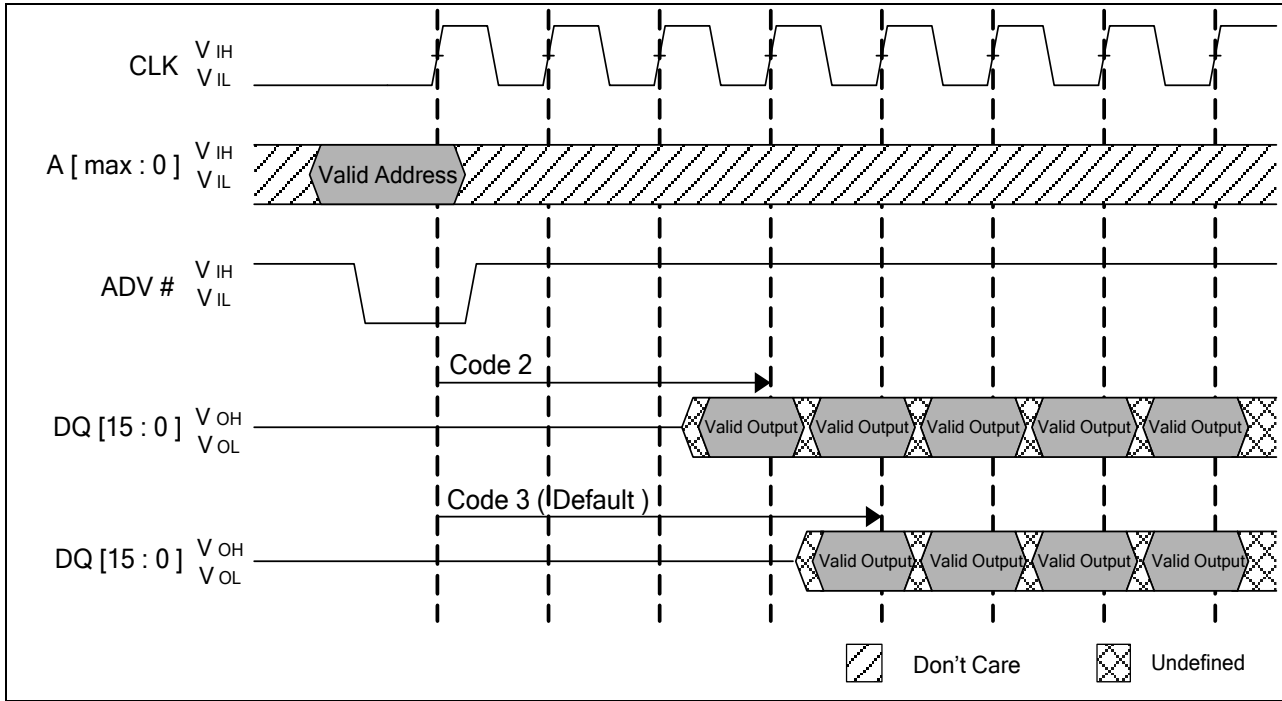 CLK V IH
V IL
A [ max : 0 ] V IH
V IL
Valid Address
ADV # V IH
V IL
Code 2
DQ [15 : 0 ] V OH
V OL
Valid Output Valid Output Valid Output Valid Output Valid Output
Code 3 ( Default )
DQ [15 : 0 ] V OH
V OL
Valid Output Valid Output Valid Output Valid Output
Don't Care Undefined